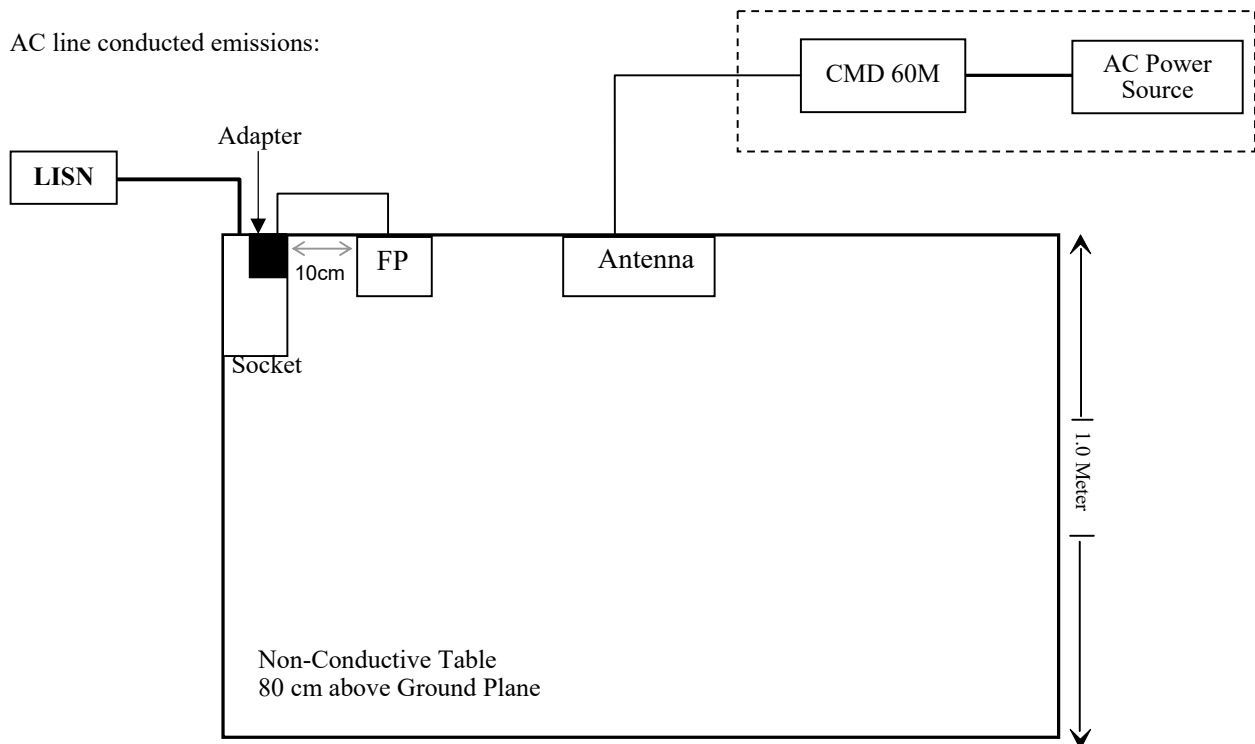 AC line conducted emissions:
CMD 60M
AC Power
Source
Adapter
LISN
10cm
FP
Antenna
Socket
1.0 Meter
Non-Conductive Table
80 cm above Ground Plane